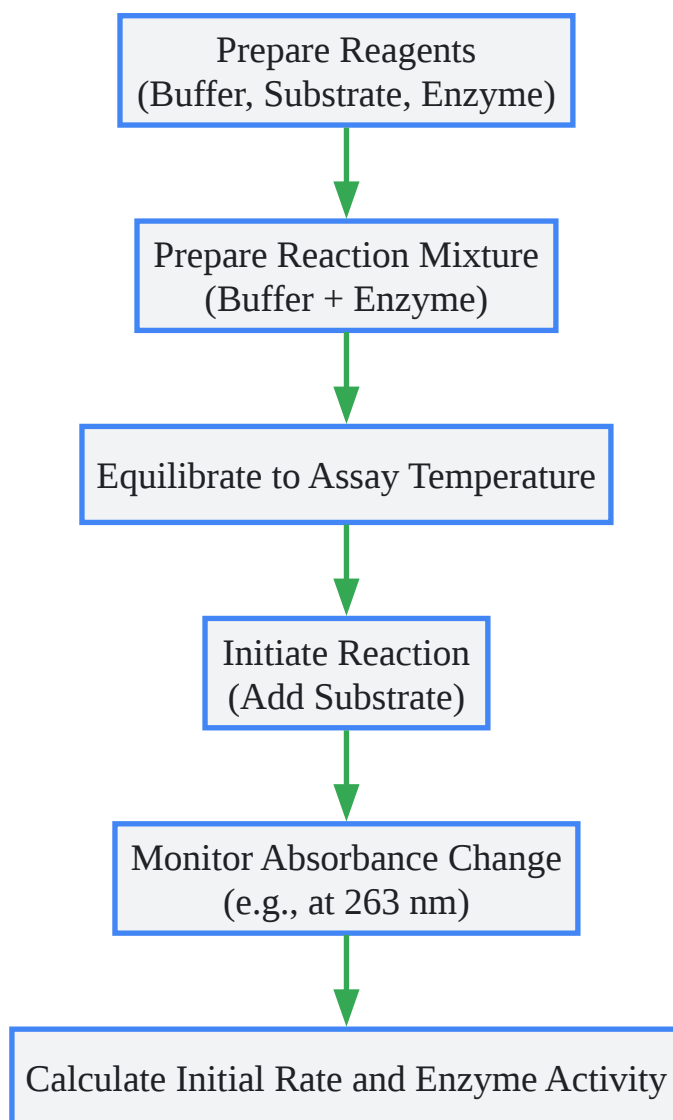 Prepare Reagents
(Buffer, Substrate, Enzyme)
Prepare Reaction Mixture
(Buffer + Enzyme)
Equilibrate to Assay Temperature
Initiate Reaction
(Add Substrate)
Monitor Absorbance Change
(e.g., at 263 nm)
Calculate Initial Rate and Enzyme Activity